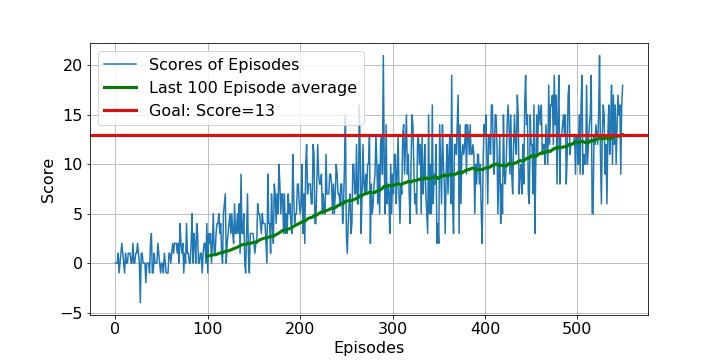 Scores of Episodes
Last 100 Episode average
Goal: Score=13
20
15
10
5
0
−5
Score
0
100
200
300
400
500
Episodes